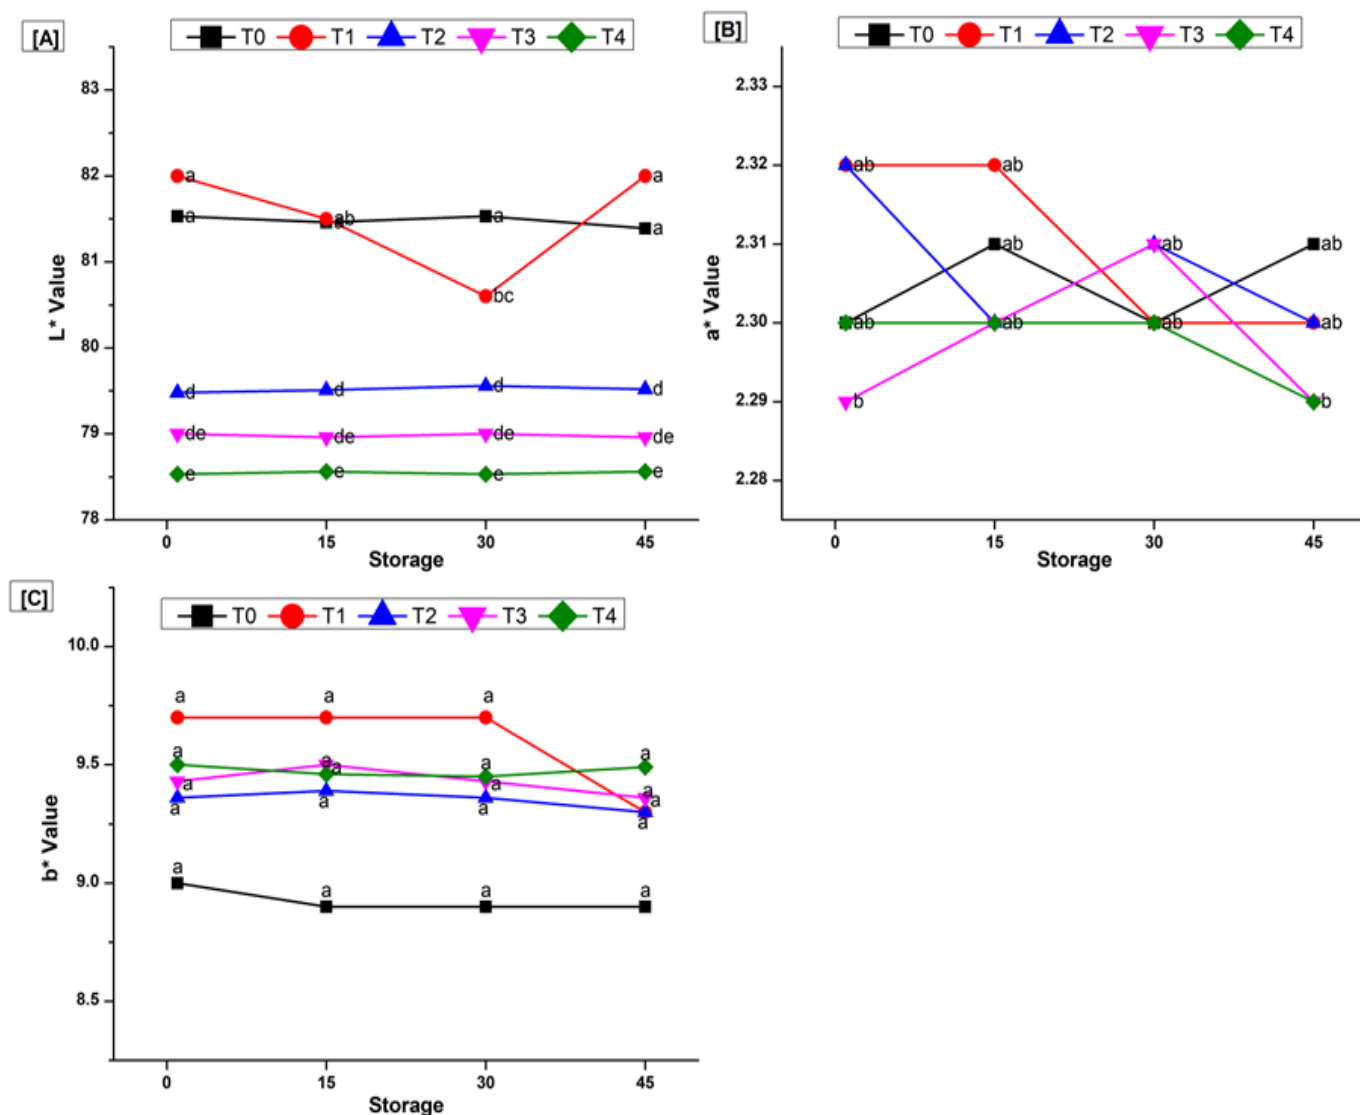 [A]
T0 T1 T2 T3 T4
83
82
81
80
79
78
L* Value
a a a a
a ab bc a
d d d d
de de de de
e e e e
0 15 30 45
Storage
[B]
T0 T1 T2 T3 T4
2.33
2.32
2.31
2.30
2.29
2.28
a* Value
ab ab
ab ab ab
ab ab ab ab
b b
0 15 30 45
Storage
[C]
T0 T1 T2 T3 T4
10.0
9.5
9.0
8.5
b* Value
a a a
a a a a
a a a a
a a a a
a a a a
0 15 30 45
Storage